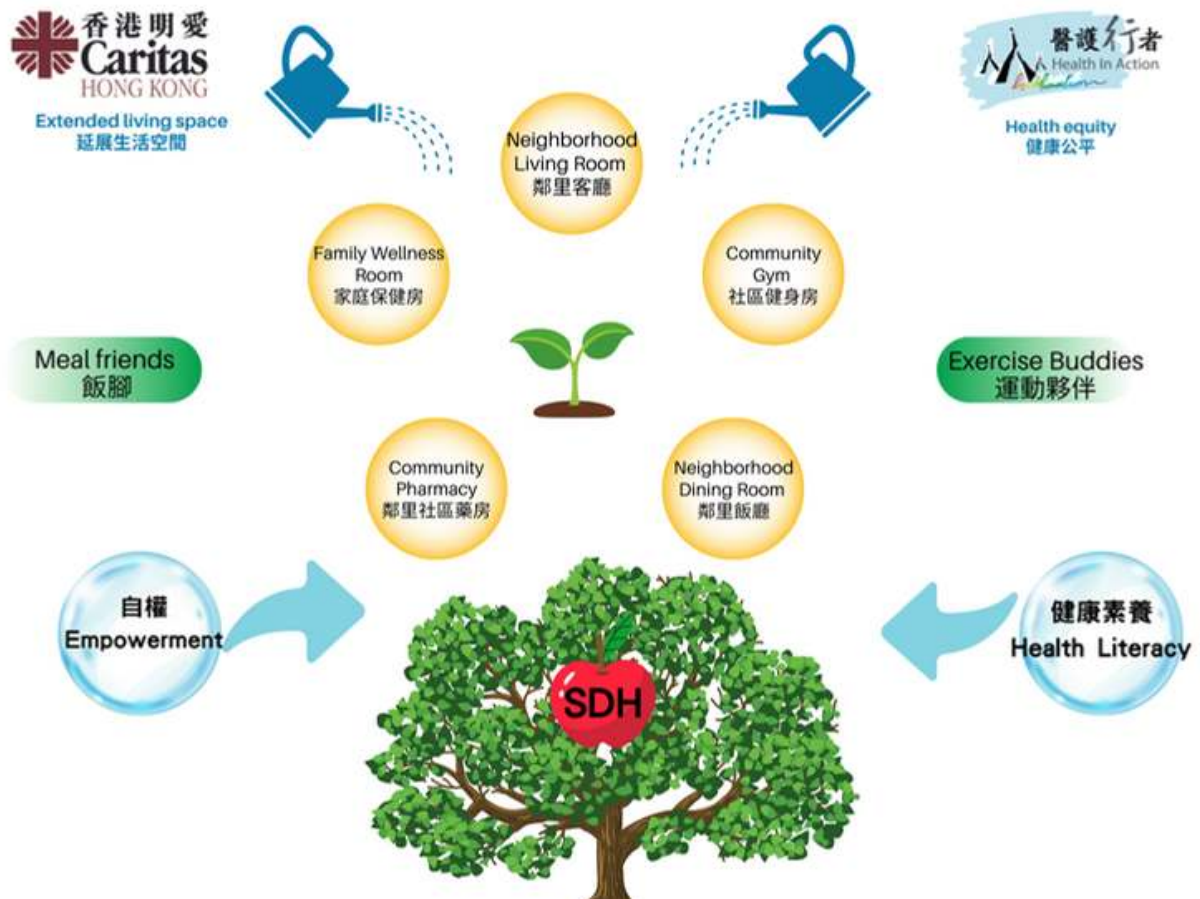 香港明愛
Caritas
HONG KONG
Extended living space
延展生活空間
醫護行者
Health In Action
Health equity
健康公平
Neighborhood
Living Room
鄰里客廳
Family Wellness
Room
家庭保健房
Community
Gym
社區健身房
Meal friends
飯腳
Exercise Buddies
運動夥伴
Community
Pharmacy
鄰里社區藥房
Neighborhood
Dining Room
鄰里飯廳
自權
Empowerment
健康素養
Health Literacy
SDH